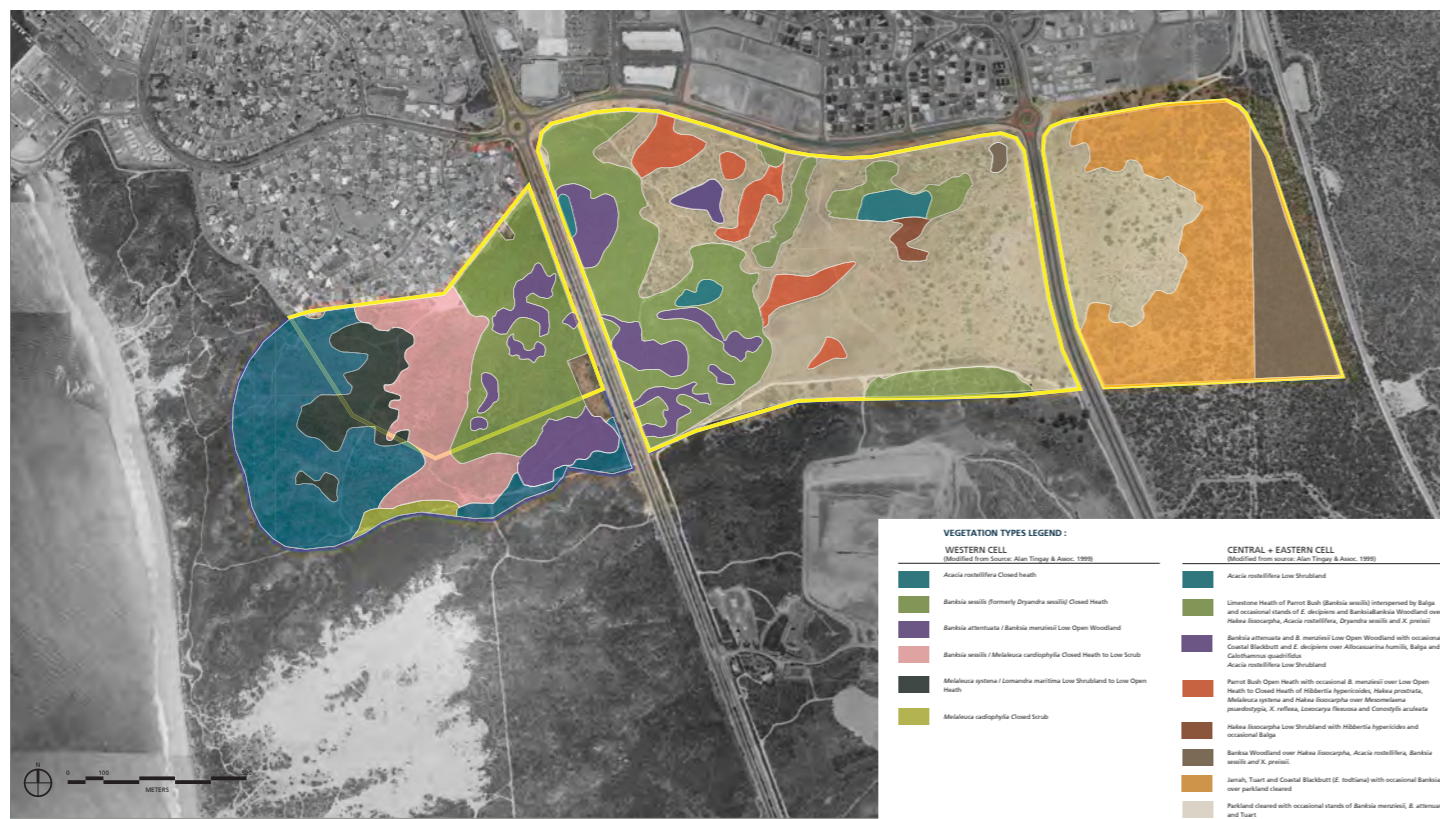 VEGETATION TYPES LEGEND :
WESTERN CELL
(Modified from Source: Alan Tingay & Assoc. 1999)
Acacia rostellifera Closed heath
Banksia sessilis (formerly Dryandra sessilis) Closed Heath
Banksia attentuata / Banksia menziesii Low Open Woodland
Banksia sessilis / Melaleuca cardiophylia Closed Heath to Low Scrub
Melaleuca systena / Lomandra maritima Low Shrubland to Low Open
Heath
Melaleuca cadiophylia Closed Scrub
CENTRAL + EASTERN CELL
(Modified from source: Alan Tingay & Assoc. 1999)
Acacia rostellifera Low Shrubland
Limestone Heath of Parrot Bush (Banksia sessilis) interspersed by Balga
and occasional stands of E. decipiens and BanksiaBanksia Woodland over
Hakea lissocarpha, Acacia rostellifera, Dryandra sessilis and X. preissii
Banksia attenuata and B. menziesii Low Open Woodland with occasional
Coastal Blackbutt and E. decipiens over Allocasuarina humilis, Balga and
Calothamnus quadrifidus
Acacia rostellifera Low Shrubland
Parrot Bush Open Heath with occasional B. menziesii over Low Open
Heath to Closed Heath of Hibbertia hypericoides, Hakea prostrata,
Melaleuca systena and Hakea lissocarpha over Mesomelaena
psuedostygia, X. reflexa, Loxocarya flexuosa and Conostylis aculeata
Hakea lissocarpha Low Shrubland with Hibbertia hypericides and
occasional Balga
Banksa Woodland over Hakea lissocarpha, Acacia rostellifera, Banksia
sessilis and X. preissii.
Jarrah, Tuart and Coastal Blackbutt (E. todtiana) with occasional Banksia
over parkland cleared
Parkland cleared with occasional stands of Banksia menziesii, B. attenuata
and Tuart
N
0 100
METERS